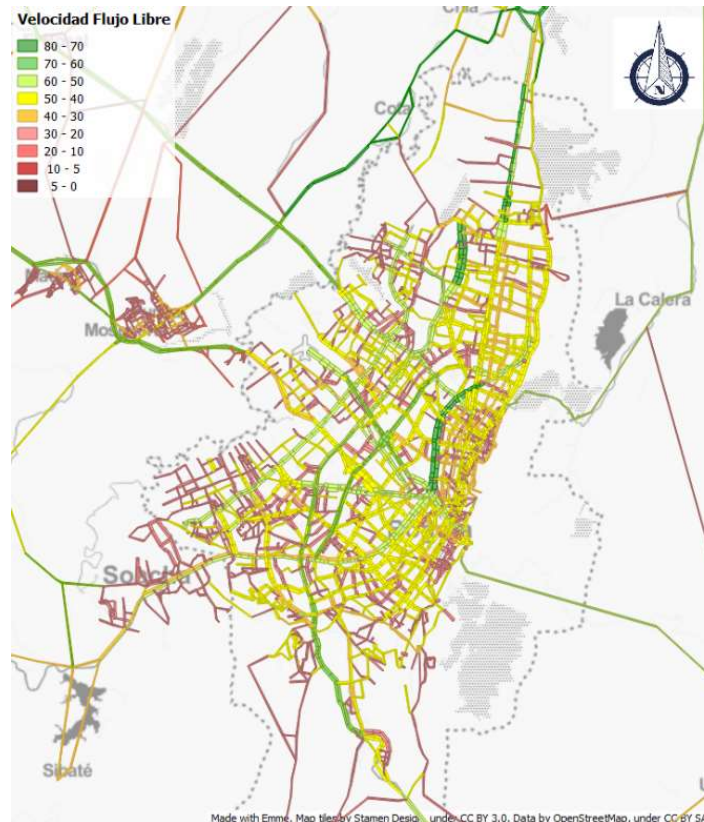 Velocidad Flujo Libre
80 - 70
70 - 60
60 - 50
50 - 40
40 - 30
30 - 20
20 - 10
10 - 5
5 - 0
N
Cota
La Calera
Sibaté
Made with Emme, Map tiles by Stamen Design, under CC BY 3.0. Data by OpenStreetMap, under CC BY SA